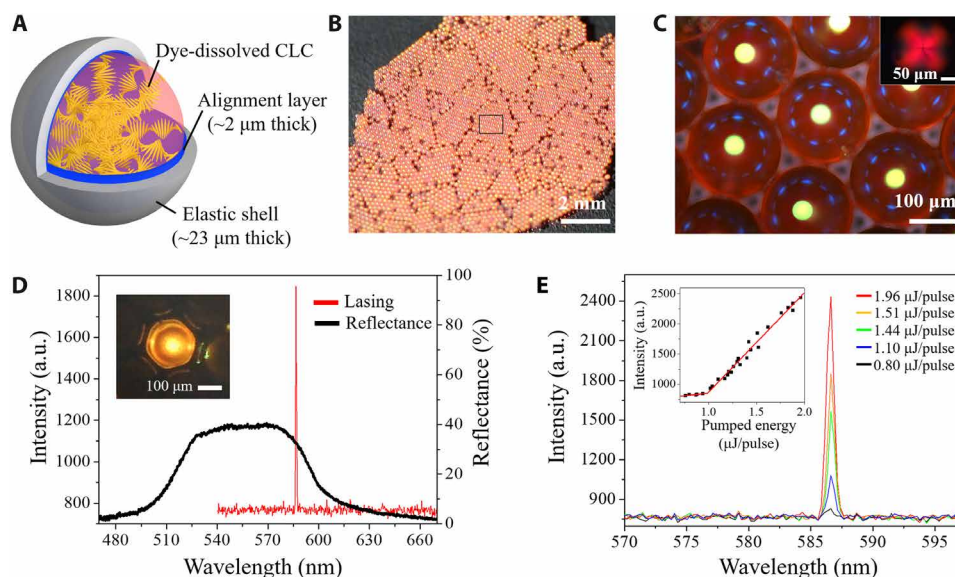 A
Dye-dissolved CLC
Alignment layer
(~2 μm thick)
Elastic shell
(~23 μm thick)
B
2 mm
C
50 μm
100 μm
D
1800
1600
1400
1200
1000
800
Intensity (a.u.)
100
80
60
40
20
0
Reflectance (%)
Lasing
Reflectance
100 μm
480 510 540 570 600 630 660
Wavelength (nm)
E
2400
2100
1800
1500
1200
900
Intensity (a.u.)
2500
2000
1500
1000
Intensity (a.u.)
1.0 1.5 2.0
Pumped energy
(μJ/pulse)
1.96 μJ/pulse
1.51 μJ/pulse
1.44 μJ/pulse
1.10 μJ/pulse
0.80 μJ/pulse
570 575 580 585 590 595
Wavelength (nm)